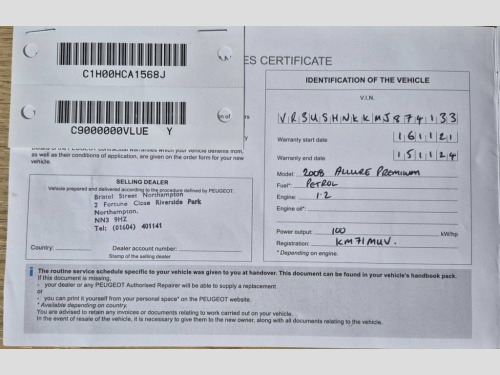 C1H00HCA1568J
C9000000VLUE Y
ES CERTIFICATE
IDENTIFICATION OF THE VEHICLE
V.I.N.
VRSUSHNKKMJ874133
Warranty start date 161121
Warranty end date 151124
Model: 2008 ALLURE PREMIUM
Fuel*: PETROL
Engine: 1.2
Engine oil*:
Power output: 100 kW/hp
Registration: KM71MUV.
* Depending on engine.
as well as their conditions of application, are given on the order form for your new
vehicle.
SELLING DEALER
Vehicle prepared and delivered according to the procedure defined by PEUGEOT.
Bristol Street Northampton
2 Fortune Close Riverside Park
Northampton.
NN3 9HZ
Tel: (01604) 401141
Country: Dealer account number:
Stamp of the selling dealer
i The routine service schedule specific to your vehicle was given to you at handover. This document can be found in your vehicle's handbook pack.
If this document is missing:
- your dealer or any PEUGEOT Authorised Repairer will be able to supply a replacement.
or
- you can print it yourself from your personal space* on the PEUGEOT website.
* Available depending on country.
You are advised to retain any invoices or documents relating to work carried out on your vehicle.
In the event of resale of the vehicle, it is necessary to give them to the new owner, along with all documents relating to the vehicle.